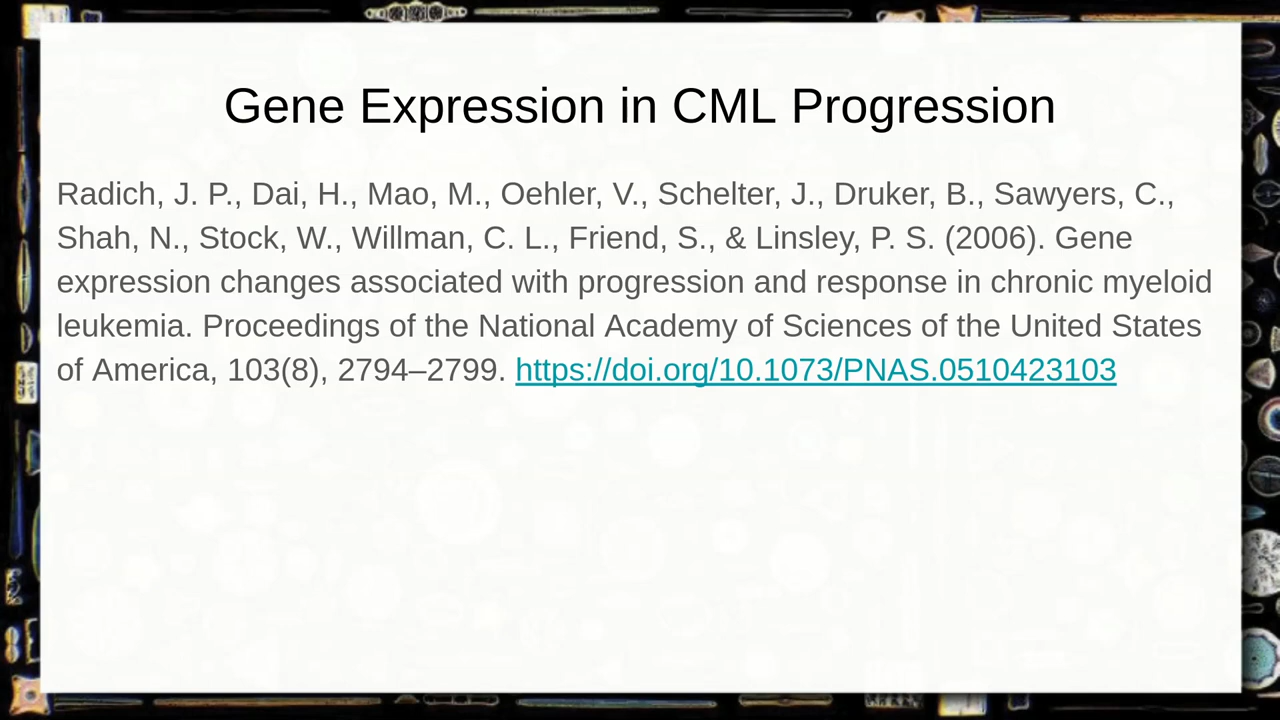 Gene Expression in CML Progression
Radich, J. P., Dai, H., Mao, M., Oehler, V., Schelter, J., Druker, B., Sawyers, C.,
Shah, N., Stock, W., Willman, C. L., Friend, S., & Linsley, P. S. (2006). Gene
expression changes associated with progression and response in chronic myeloid
leukemia. Proceedings of the National Academy of Sciences of the United States
of America, 103(8), 2794–2799. https://doi.org/10.1073/PNAS.0510423103